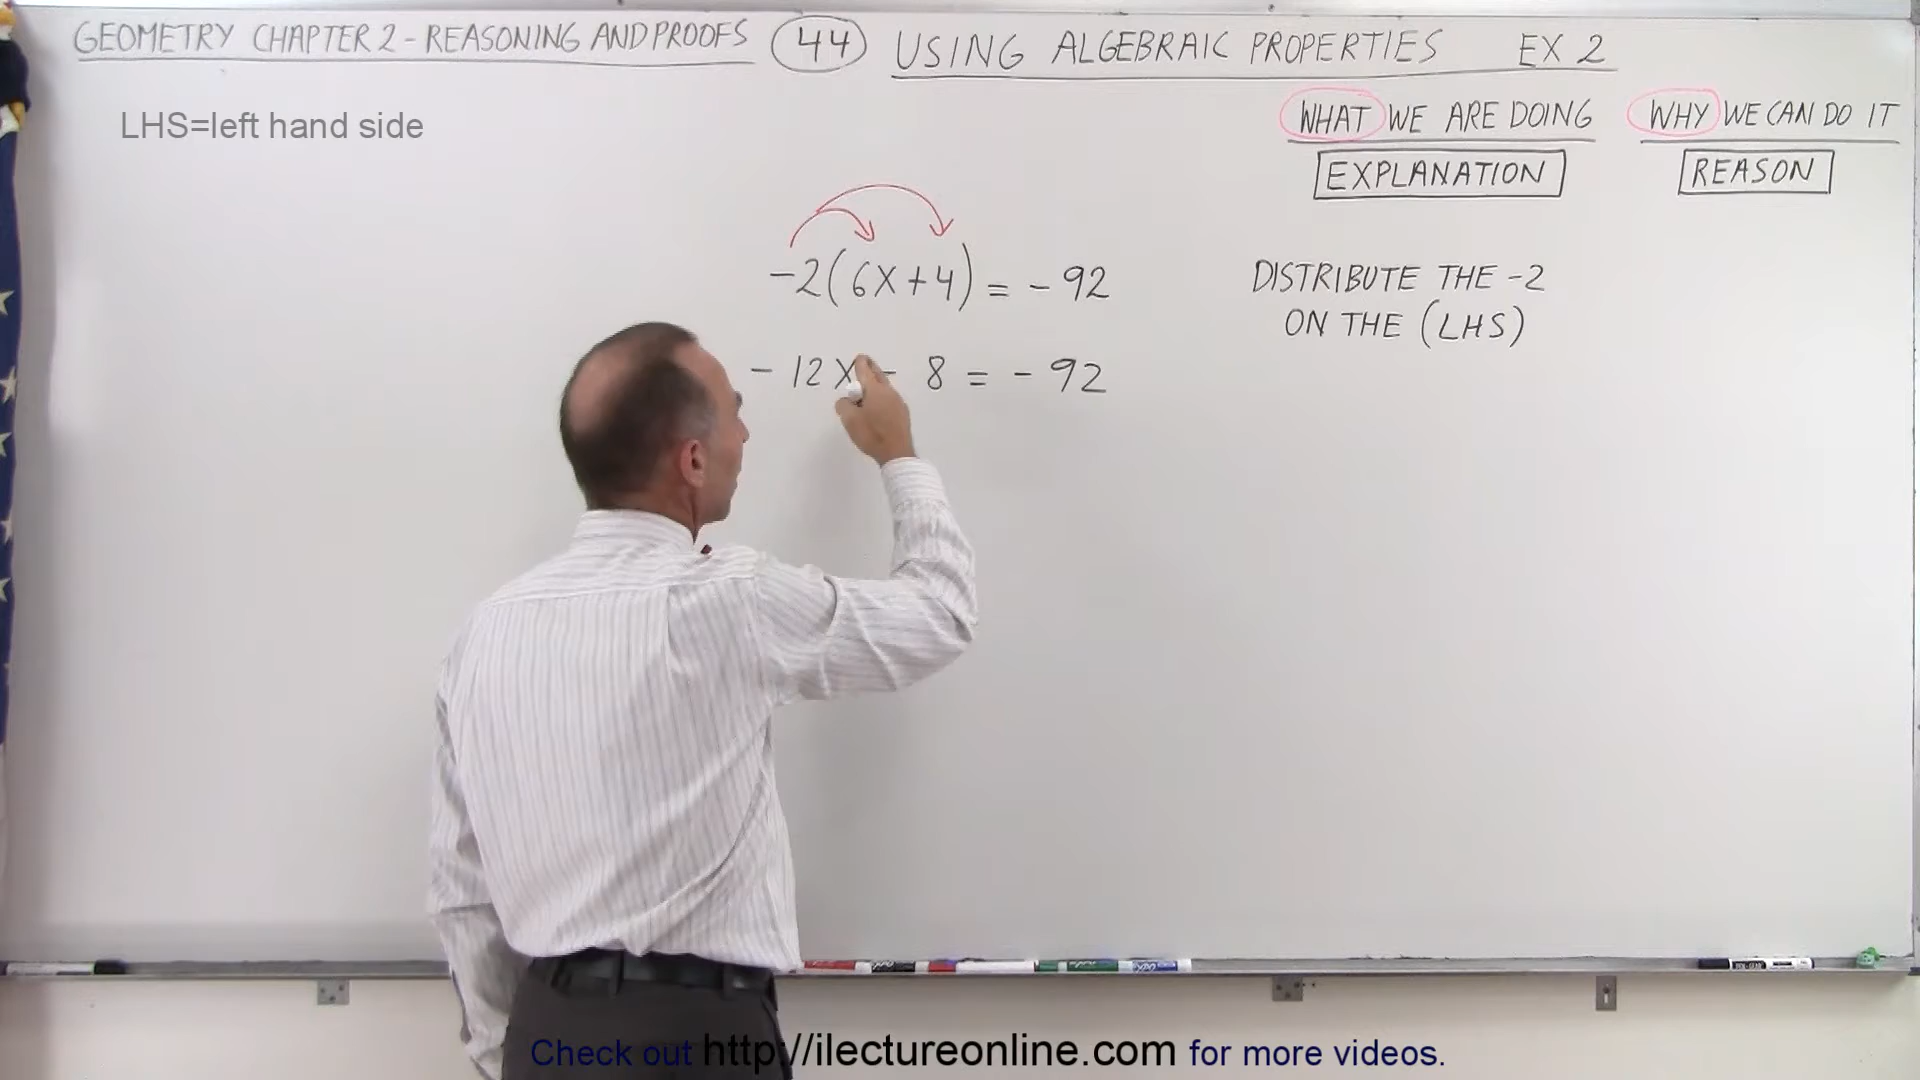 GEOMETRY CHAPTER 2 - REASONING AND PROOFS 44 USING ALGEBRAIC PROPERTIES EX 2
LHS=left hand side
WHAT WE ARE DOING WHY WE CAN DO IT
EXPLANATION REASON
-2(6X+4) = -92 DISTRIBUTE THE -2
ON THE (LHS)
- 12X - 8 = - 92
Check out http://ilectureonline.com for more videos.